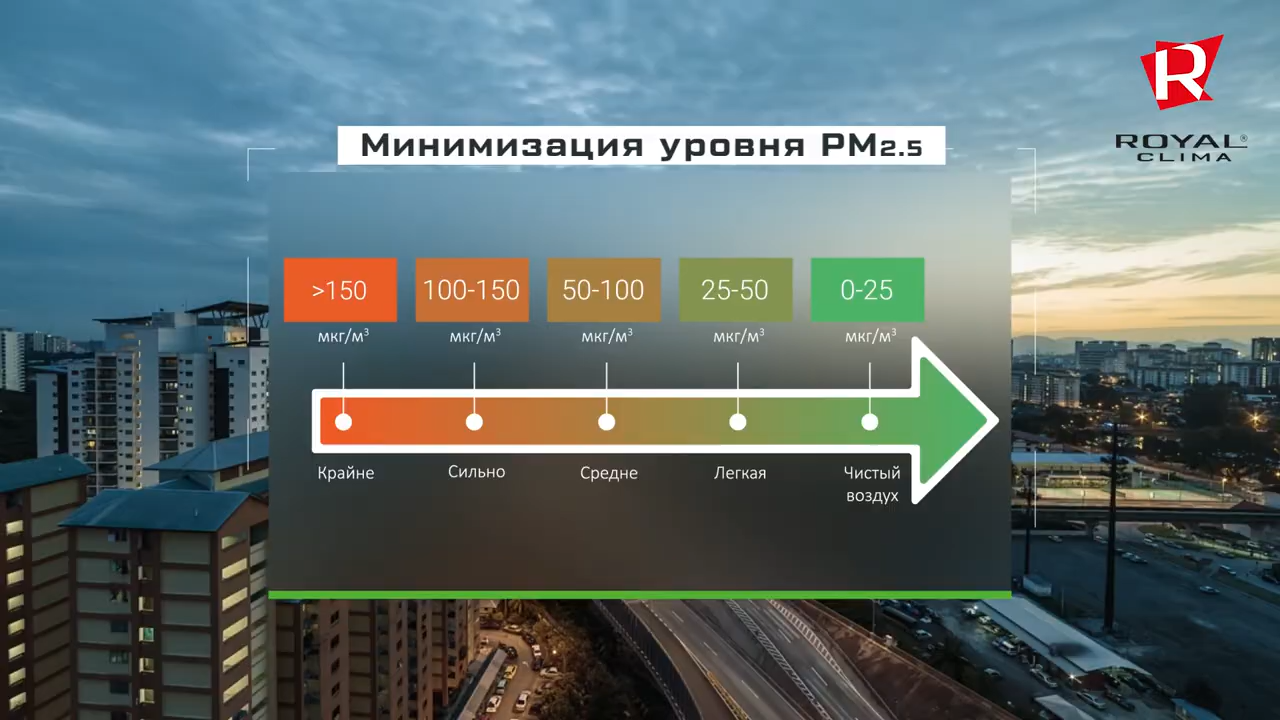 ROYAL®
CLIMA
Минимизация уровня PM2.5
>150 100-150 50-100 25-50 0-25
мкг/м³ мкг/м³ мкг/м³ мкг/м³ мкг/м³
Крайне Сильно Средне Легкая Чистый
воздух